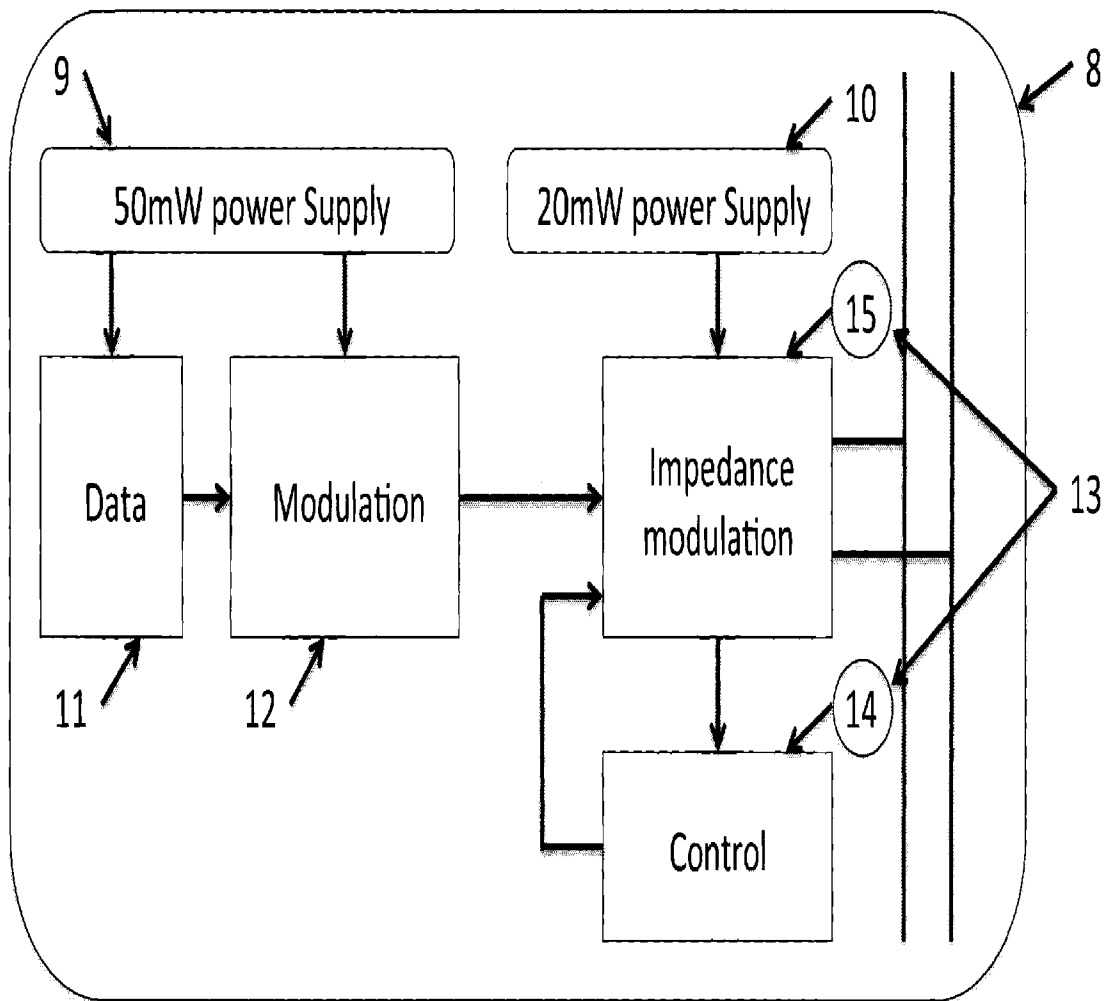 9
8
10
50mW power Supply
20mW power Supply
15
Data
Modulation
Impedance
modulation
13
11
12
14
Control